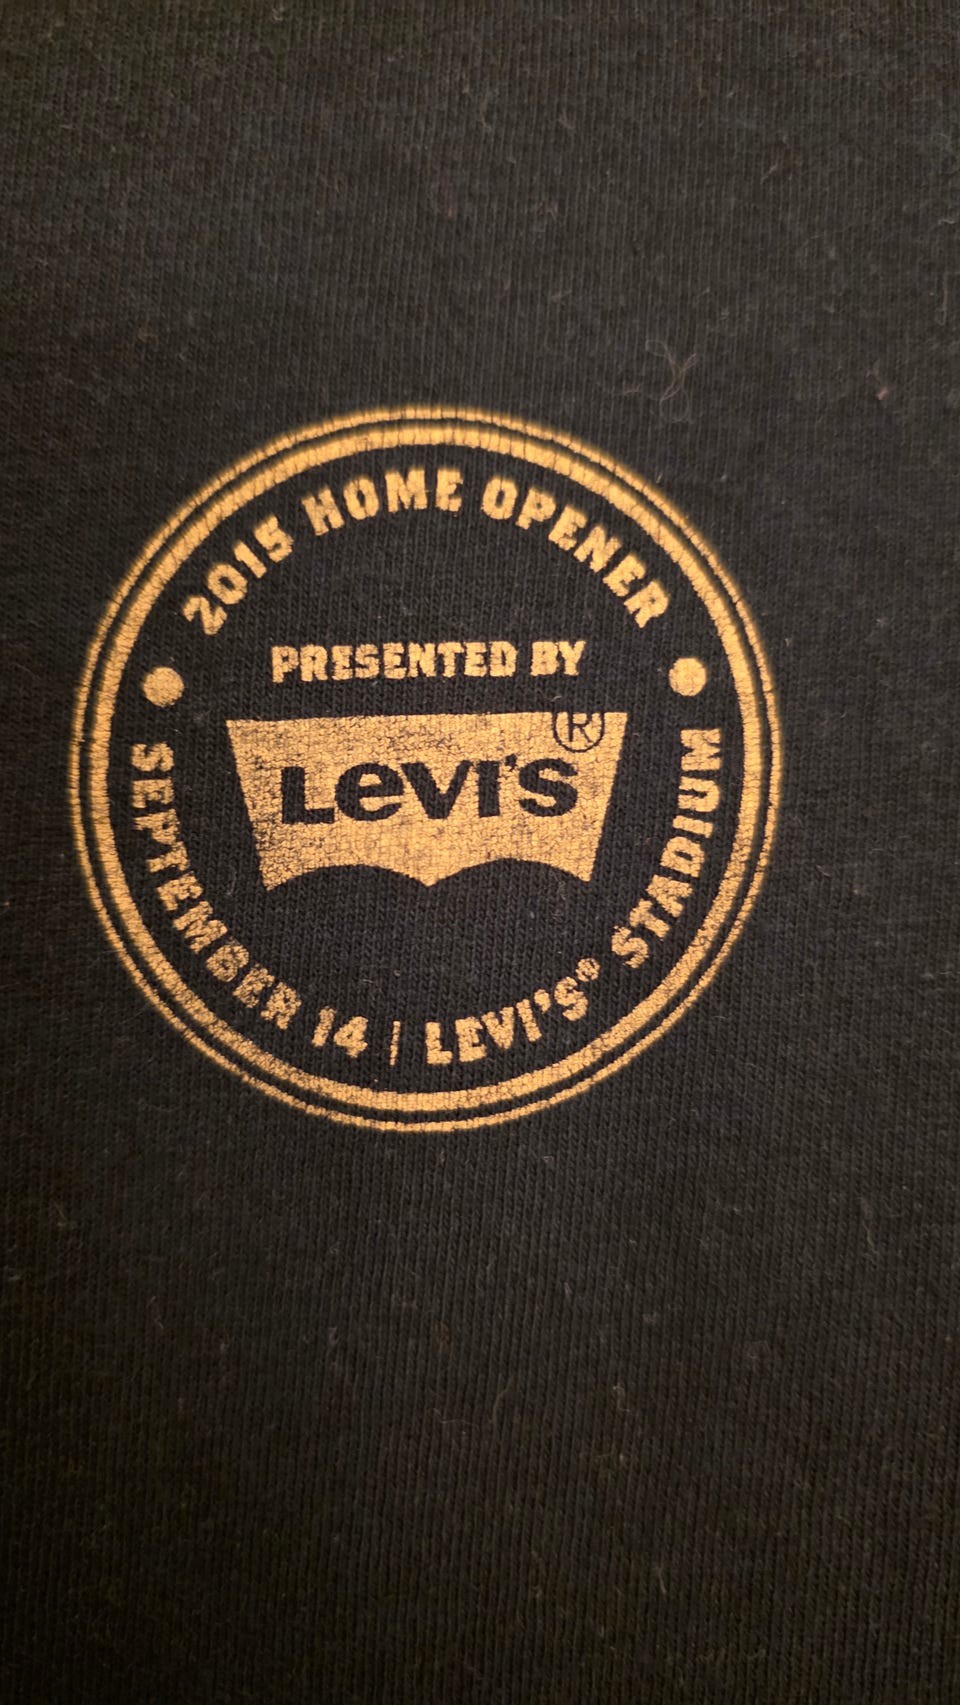 2015 HOME OPENER
PRESENTED BY
LEVI'S®
SEPTEMBER 14 | LEVI'S® STADIUM